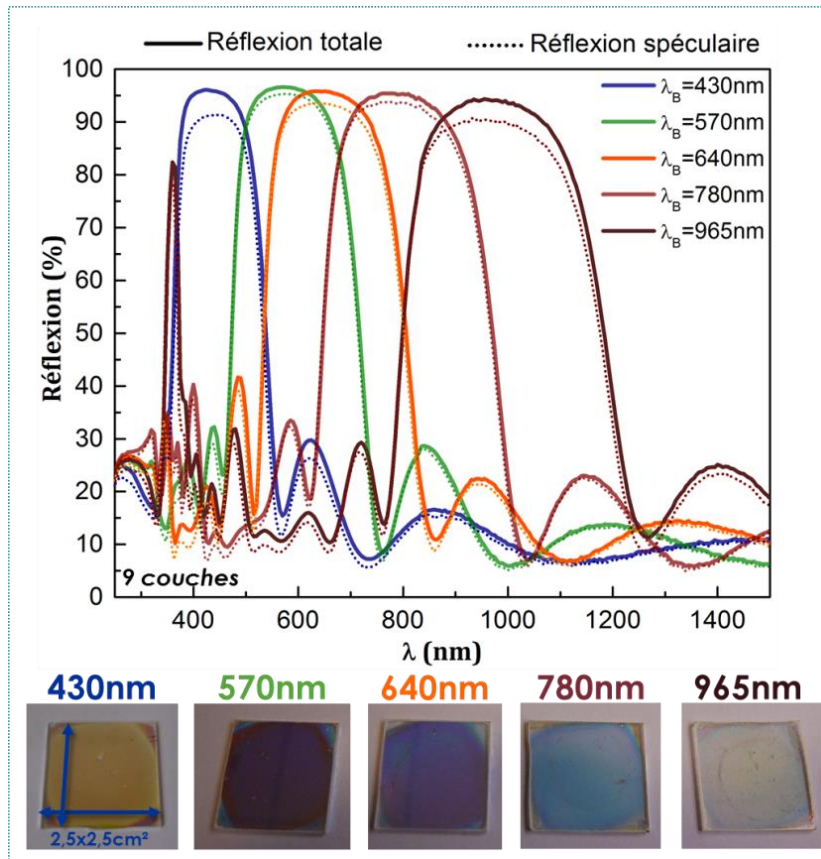 Réflexion totale
Réflexion spéculaire
100
90
80
70
60
50
40
30
20
10
0
Réflexion (%)
λB=430nm
λB=570nm
λB=640nm
λB=780nm
λB=965nm
9 couches
400
600
800
1000
1200
1400
λ (nm)
430nm
570nm
640nm
780nm
965nm
2,5x2,5cm²